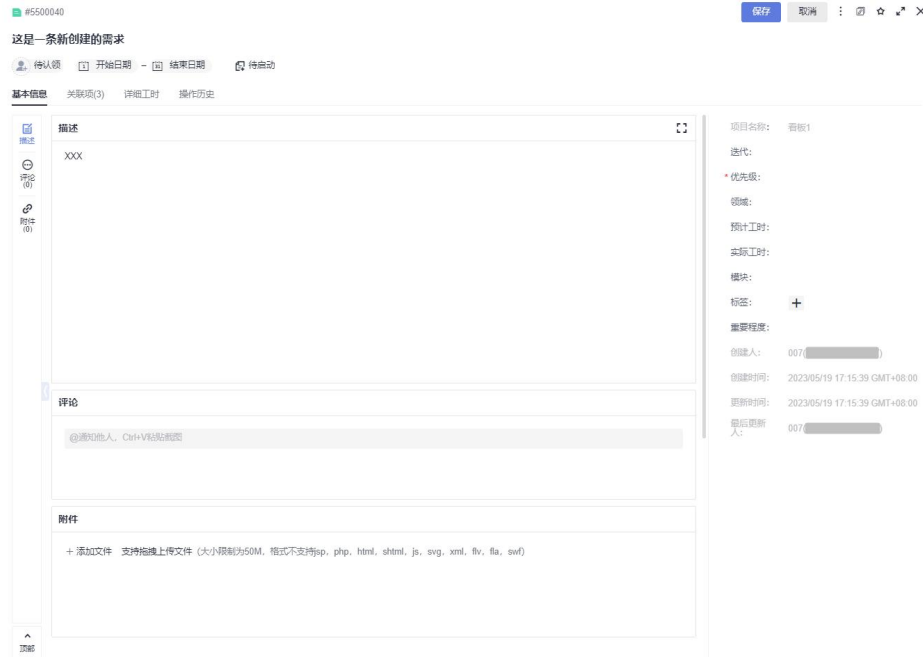 #5500040
保存 取消
这是一条新创建的需求
待认领 开始日期 - 结束日期 待启动
基本信息 关联项(3) 详细工时 操作历史
描述
评论
(0)
附件
(0)
顶部
描述
XXX
评论
@通知他人，Ctrl+V粘贴截图
附件
+ 添加文件 支持拖拽上传文件（大小限制为50M，格式不支持jsp，php，html，shtml，js，svg，xml，flv，fla，swf）
项目名称： 看板1
迭代：
*优先级：
领域：
预计工时：
实际工时：
模块：
标签： +
重要程度：
创建人： 007( )
创建时间： 2023/05/19 17:15:39 GMT+08:00
更新时间： 2023/05/19 17:15:39 GMT+08:00
最后更新
人： 007( )